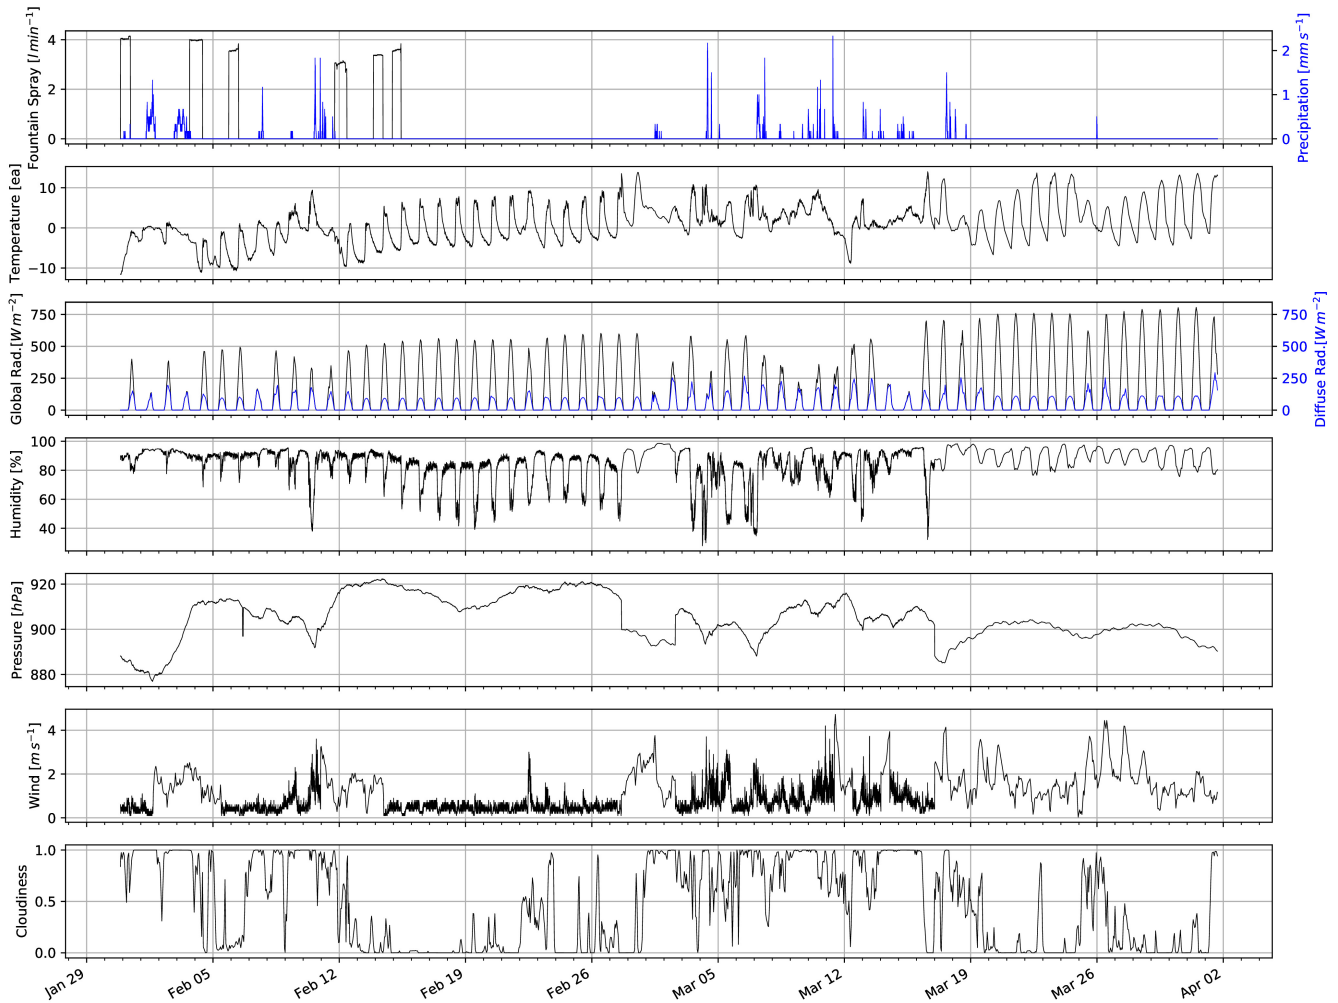 Fountain Spray [l min⁻¹]
4
2
0
2
1
0
Precipitation [mm s⁻¹]
Temperature [ea]
10
0
−10
Global Rad.[W m⁻²]
750
500
250
0
750
500
250
0
Diffuse Rad.[W m⁻²]
Humidity [%]
100
80
60
40
Pressure [hPa]
920
900
880
Wind [m s⁻¹]
4
2
0
Cloudiness
1.0
0.5
0.0
Jan 29
Feb 05
Feb 12
Feb 19
Feb 26
Mar 05
Mar 12
Mar 19
Mar 26
Apr 02